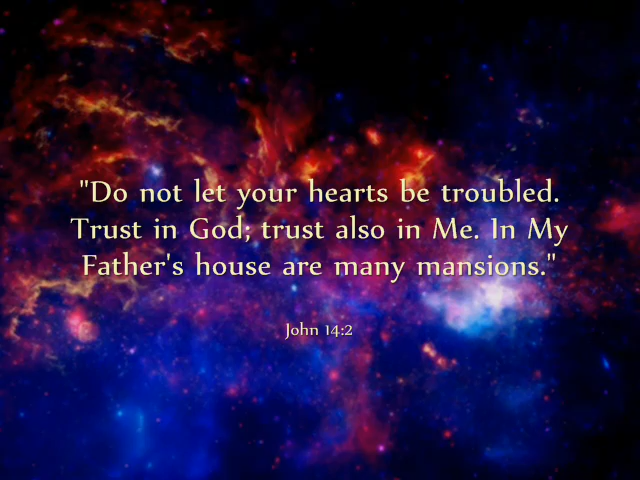 "Do not let your hearts be troubled.
Trust in God; trust also in Me. In My
Father's house are many mansions."
John 14:2